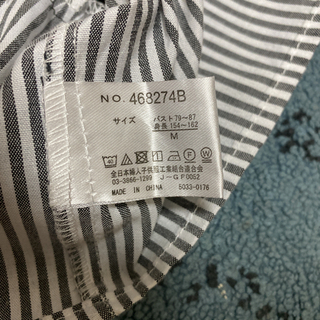 NO. 468274B
サイズ バスト79〜87
身長154〜162
M
全日本婦人子供服工業組合連合会
03-3866-1299 J-GF0052
MADE IN CHINA 5033-0176